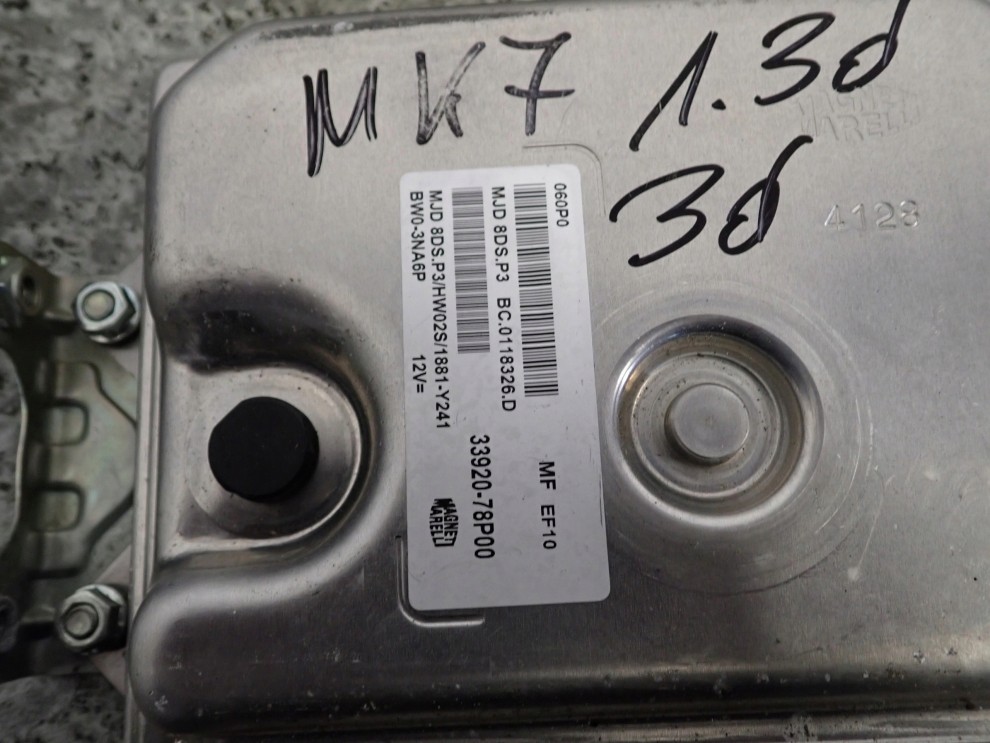 MK7 1.3d
3d
MAGNETI
MARELLI
4128
060P0
MJD 8DS.P3 BC.0118326.D
MF EF10
MJD 8DS.P3/HW02S/1881-Y241
BW0-3NA6P
12V=
33920-78P00
MAGNETI
MARELLI